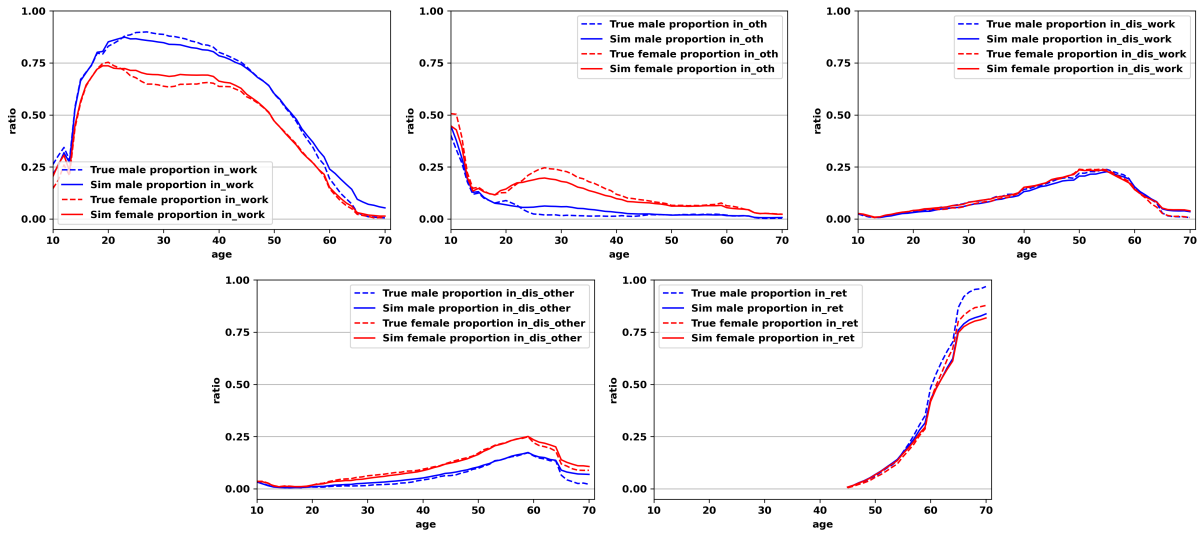 1.00
0.75
0.50
0.25
0.00
ratio
True male proportion in_work
Sim male proportion in_work
True female proportion in_work
Sim female proportion in_work
10 20 30 40 50 60 70
age
1.00
0.75
0.50
0.25
0.00
ratio
True male proportion in_oth
Sim male proportion in_oth
True female proportion in_oth
Sim female proportion in_oth
10 20 30 40 50 60 70
age
1.00
0.75
0.50
0.25
0.00
ratio
True male proportion in_dis_work
Sim male proportion in_dis_work
True female proportion in_dis_work
Sim female proportion in_dis_work
10 20 30 40 50 60 70
age
1.00
0.75
0.50
0.25
0.00
ratio
True male proportion in_dis_other
Sim male proportion in_dis_other
True female proportion in_dis_other
Sim female proportion in_dis_other
10 20 30 40 50 60 70
age
1.00
0.75
0.50
0.25
0.00
ratio
True male proportion in_ret
Sim male proportion in_ret
True female proportion in_ret
Sim female proportion in_ret
10 20 30 40 50 60 70
age